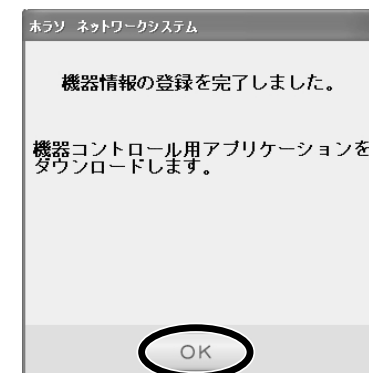 ホラソ ネットワークシステム
機器情報の登録を完了しました。
機器コントロール用アプリケーションを
ダウンロードします。
OK